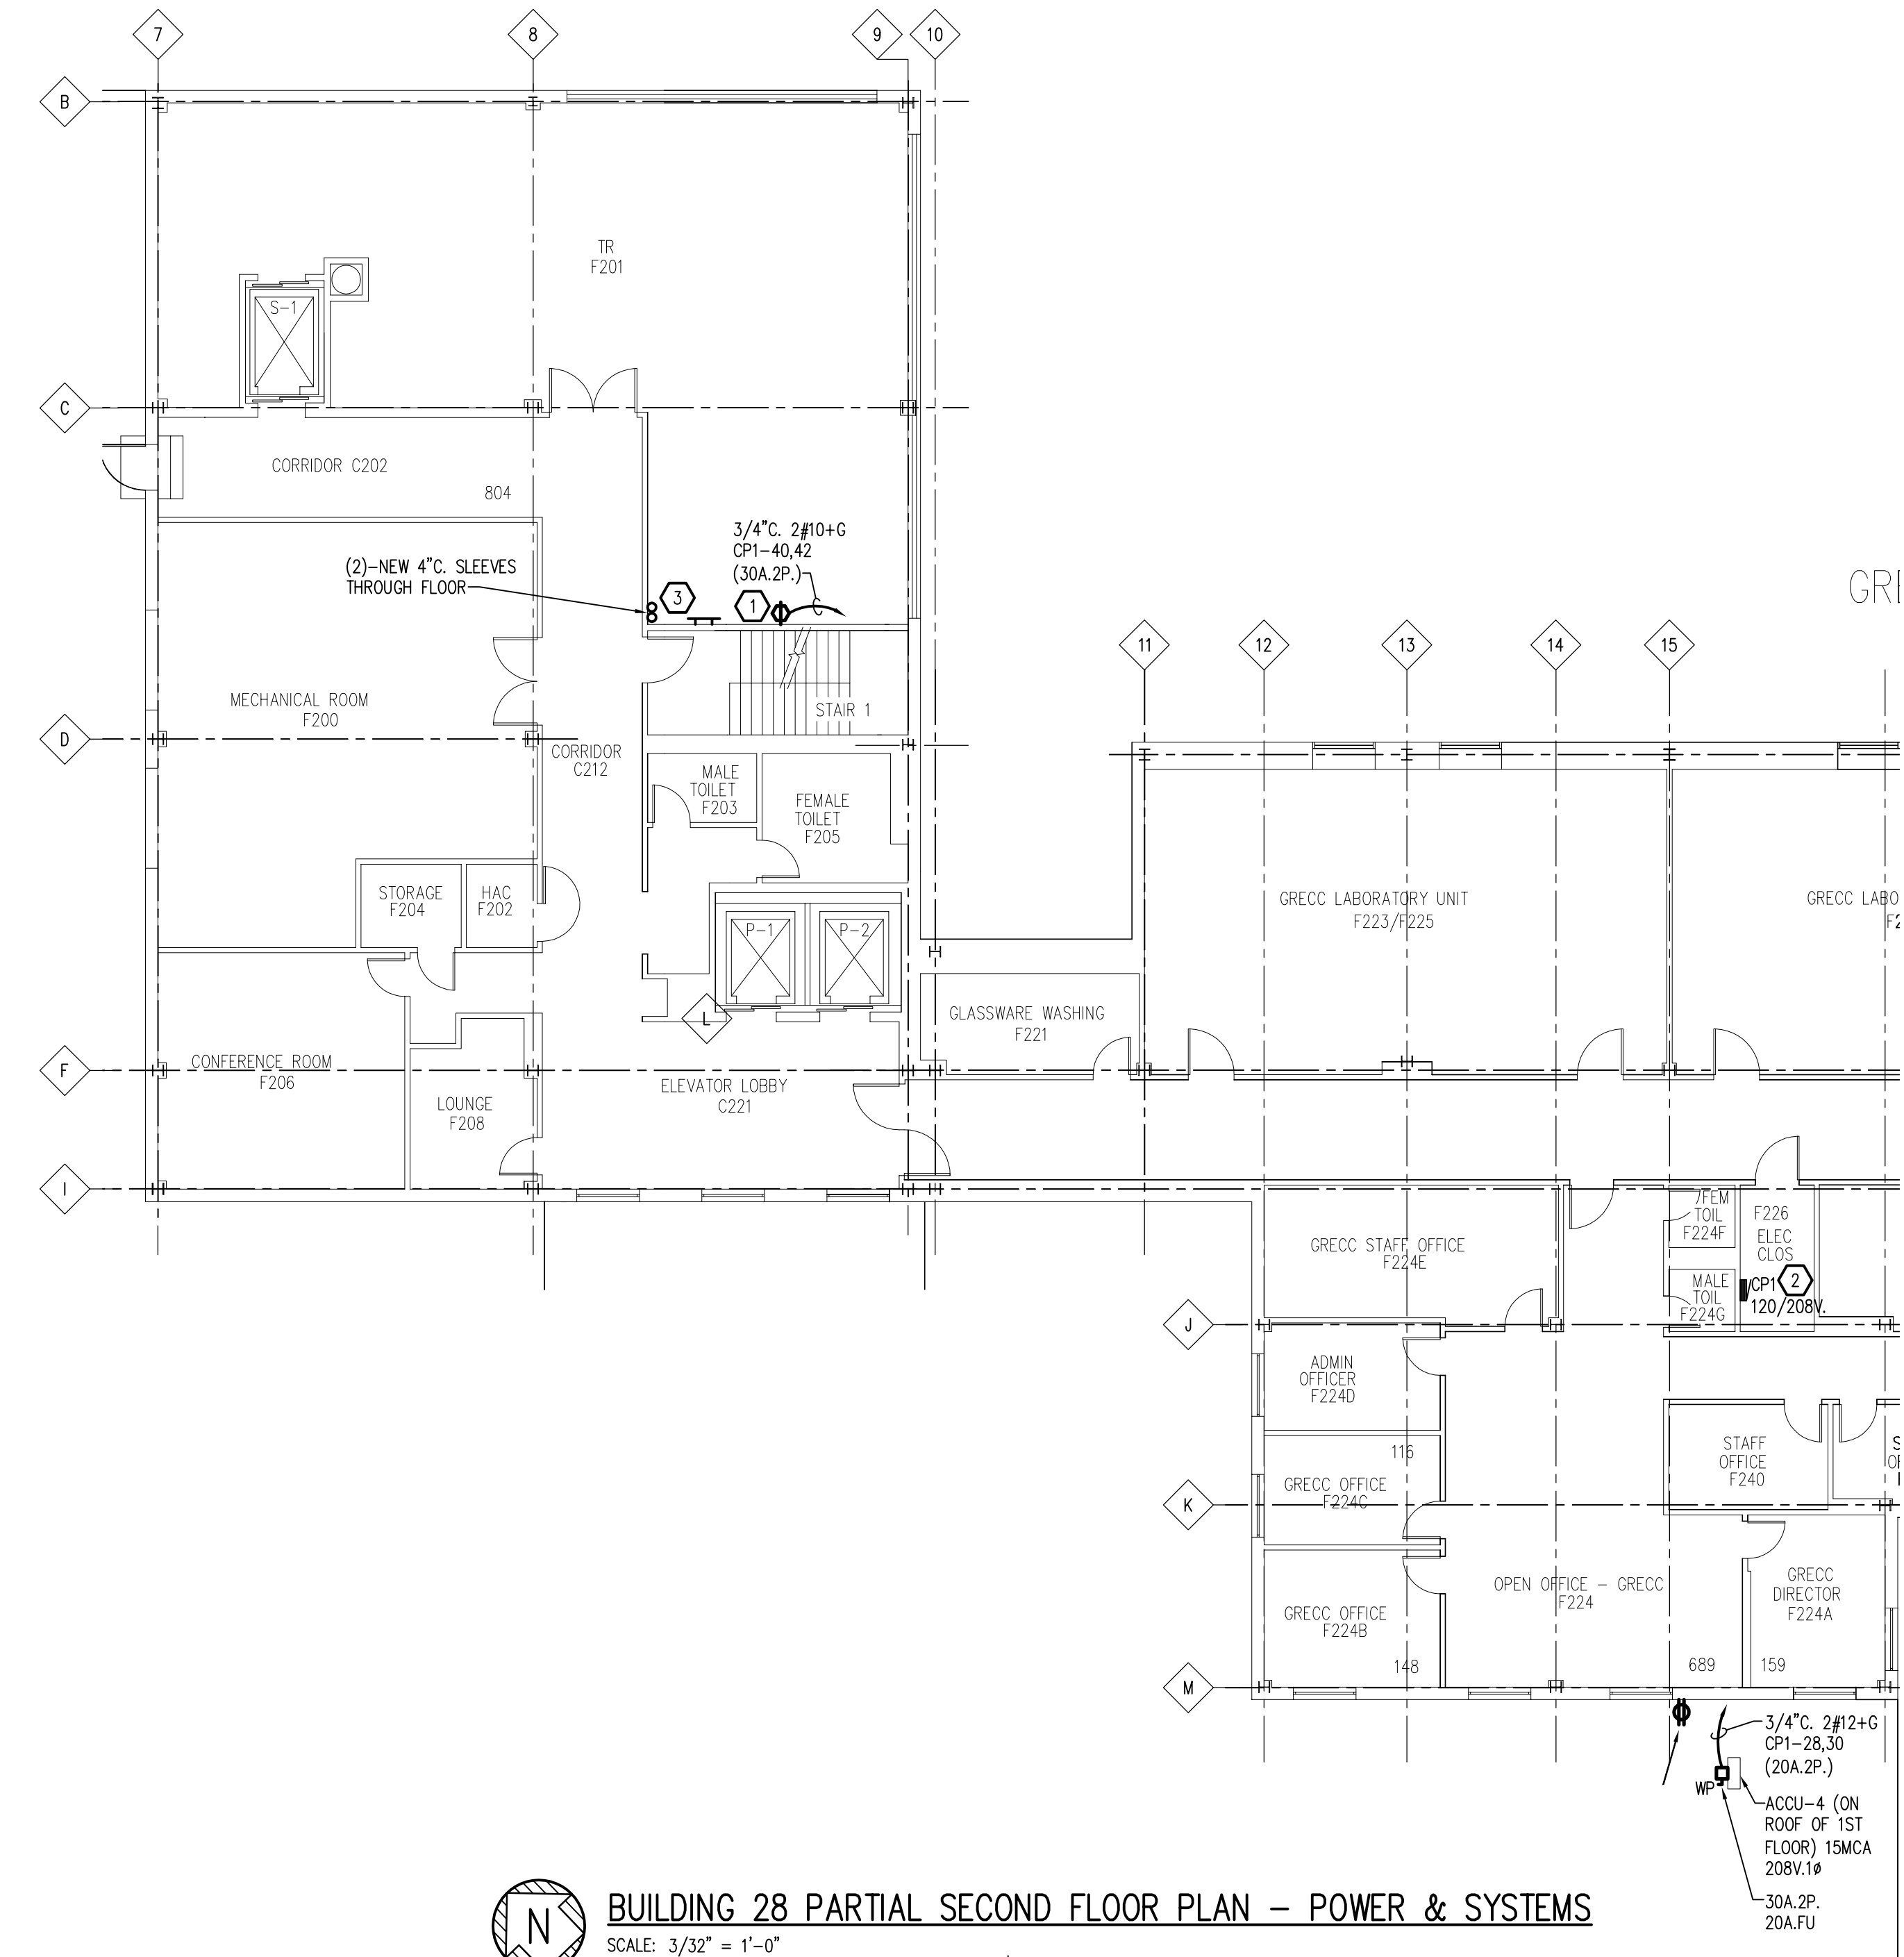 7
8
9
10
B
TR
F201
S-1
C
CORRIDOR C202
804
3/4"C. 2#10+G
CP1-40,42
(30A.2P.)
(2)-NEW 4"C. SLEEVES
THROUGH FLOOR
3
1
GRE
11
12
13
14
15
MECHANICAL ROOM
F200
STAIR 1
D
CORRIDOR
C212
MALE
TOILET
F203
FEMALE
TOILET
F205
STORAGE
F204
HAC
F202
P-1
P-2
GRECC LABORATORY UNIT
F223/F225
GRECC LABO
F2
L
GLASSWARE WASHING
F221
F
CONFERENCE ROOM
F206
LOUNGE
F208
ELEVATOR LOBBY
C221
I
FEM
TOIL
F224F
F226
ELEC
CLOS
GRECC STAFF OFFICE
F224E
MALE
TOIL
F224G
CP1
2
120/208V.
J
ADMIN
OFFICER
F224D
116
GRECC OFFICE
F224C
K
STAFF
OFFICE
F240
S
OF
OPEN OFFICE - GRECC
F224
GRECC
DIRECTOR
F224A
GRECC OFFICE
F224B
148
689
159
M
3/4"C. 2#12+G
CP1-28,30
(20A.2P.)
WP
ACCU-4 (ON
ROOF OF 1ST
FLOOR) 15MCA
208V.1ø
30A.2P.
20A.FU
N
BUILDING 28 PARTIAL SECOND FLOOR PLAN - POWER & SYSTEMS
SCALE: 3/32" = 1'-0"